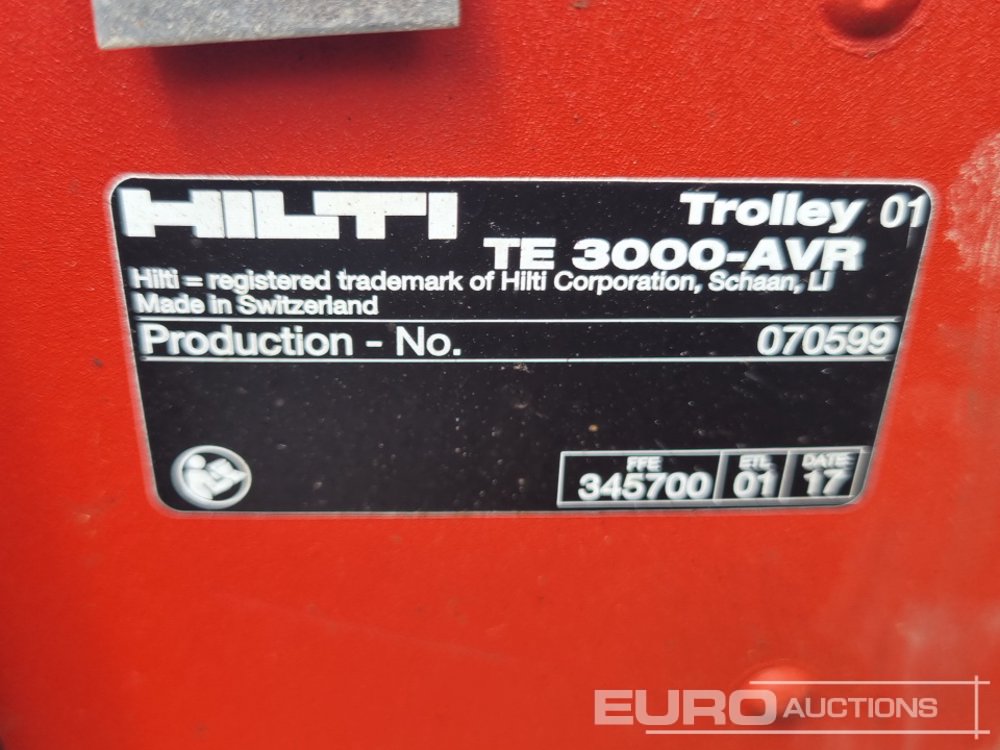 HILTI Trolley 01
TE 3000-AVR
Hilti = registered trademark of Hilti Corporation, Schaan, LI
Made in Switzerland
Production - No. 070599
FFE ETL DATE
345700 01 17
EURO AUCTIONS